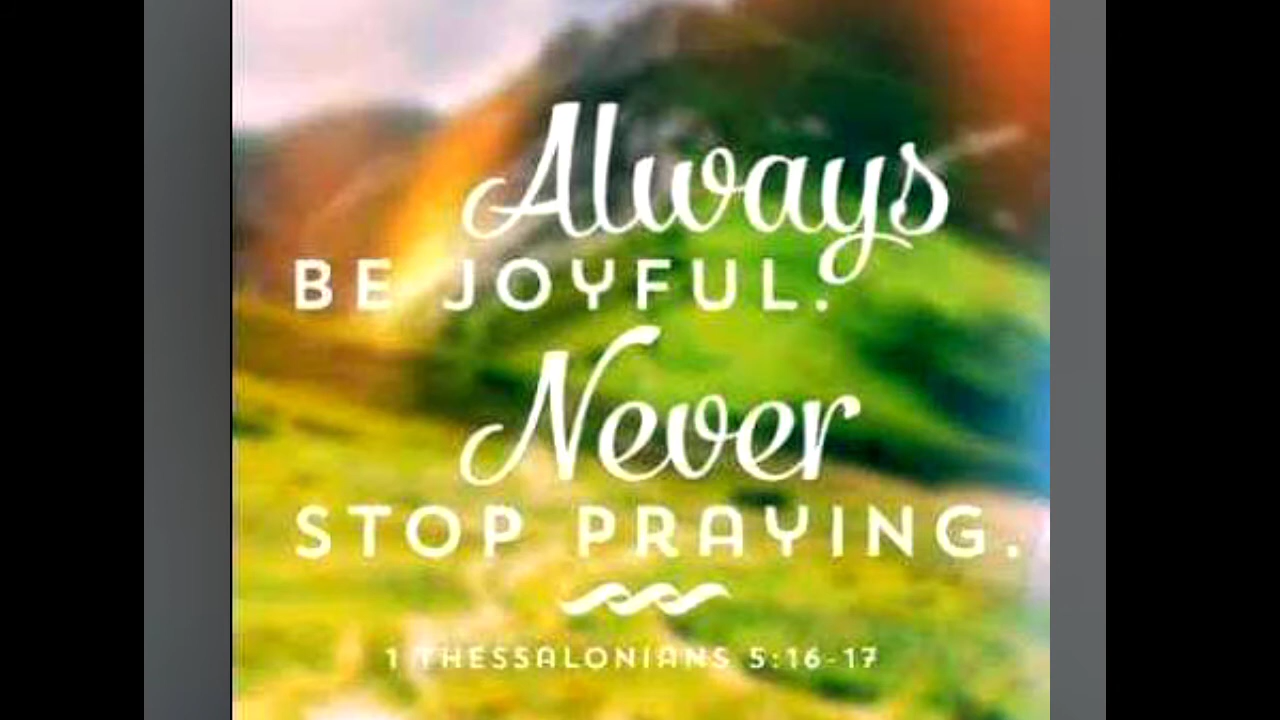 Always
BE JOYFUL.
Never
STOP PRAYING.
1 THESSALONIANS 5:16-17